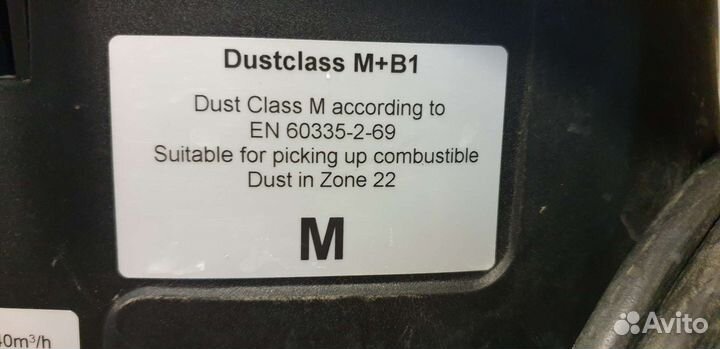 Dustclass M+B1
Dust Class M according to
EN 60335-2-69
Suitable for picking up combustible
Dust in Zone 22
M
40m³/h
Avito